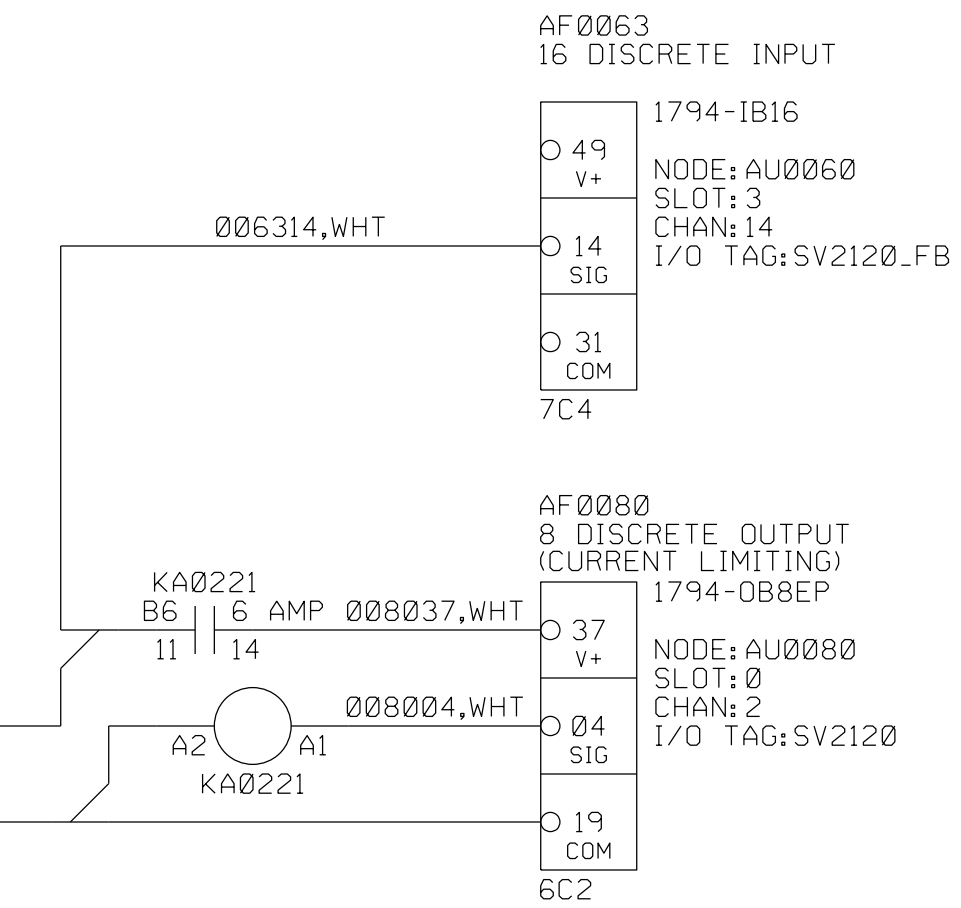 AFØØ63
16 DISCRETE INPUT
1794-IB16
49
V+
NODE:AUØØ6Ø
SLOT:3
CHAN:14
I/O TAG:SV212Ø_FB
ØØ6314,WHT
14
SIG
31
COM
7C4
AFØØ8Ø
8 DISCRETE OUTPUT
(CURRENT LIMITING)
1794-OB8EP
KAØ221
B6 6 AMP ØØ8Ø37,WHT
11 14
37
V+
NODE:AUØØ8Ø
SLOT:Ø
CHAN:2
I/O TAG:SV212Ø
ØØ8ØØ4,WHT
A2 A1
KAØ221
Ø4
SIG
19
COM
6C2